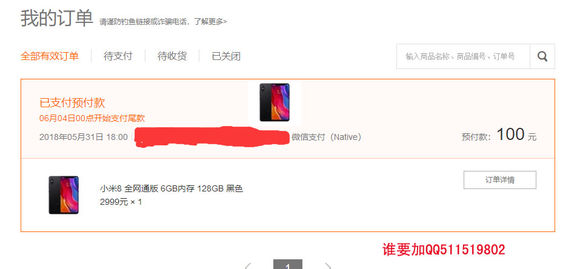 我的订单 请谨防钓鱼链接或诈骗电话，了解更多>
全部有效订单 待支付 待收货 已关闭 输入商品名称、商品编号、订单号
已支付预付款
06月04日00点开始支付尾款
2018年05月31日 18:00 微信支付（Native） 预付款：100 元
小米8 全网通版 6GB内存 128GB 黑色 订单详情
2999元 × 1
谁要加QQ511519802
1